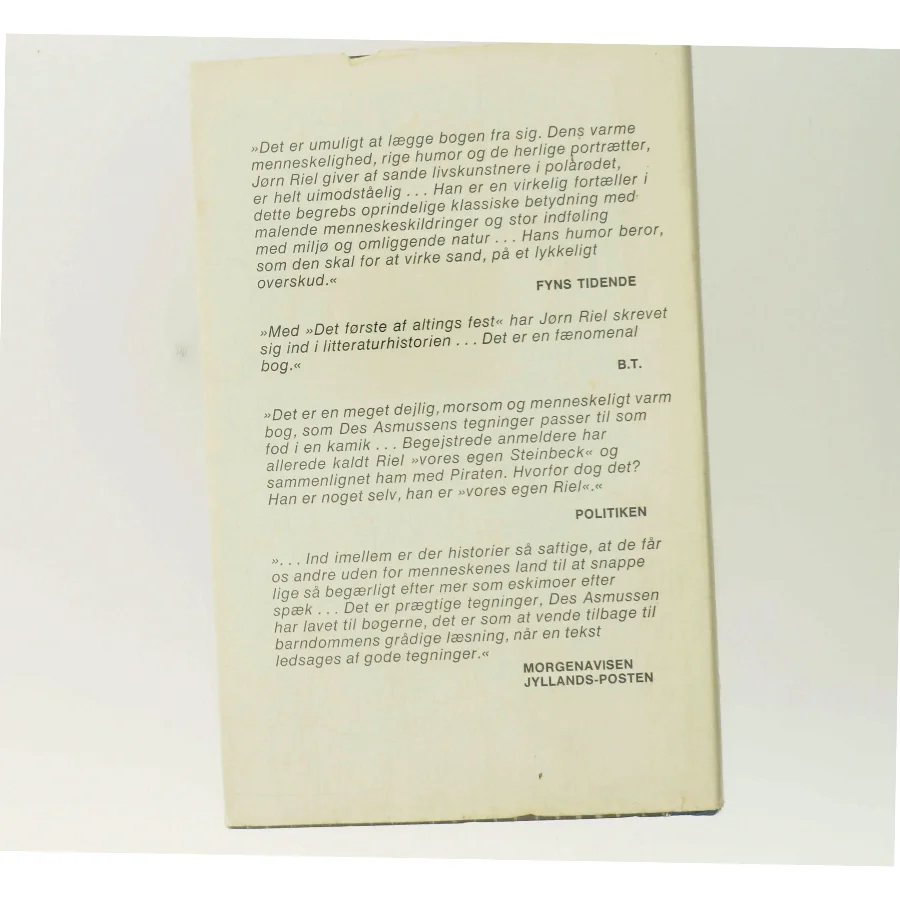 »Det er umuligt at lægge bogen fra sig. Dens varme
menneskelighed, rige humor og de herlige portrætter,
Jørn Riel giver af sande livskunstnere i polarødet,
er helt uimodståelig . . . Han er en virkelig fortæller i
dette begrebs oprindelige klassiske betydning med
malende menneskeskildringer og stor indføling
med miljø og omliggende natur . . . Hans humor beror,
som den skal for at virke sand, på et lykkeligt
overskud.«
FYNS TIDENDE
»Med »Det første af altings fest« har Jørn Riel skrevet
sig ind i litteraturhistorien . . . Det er en fænomenal
bog.«
B.T.
»Det er en meget dejlig, morsom og menneskeligt varm
bog, som Des Asmussens tegninger passer til som
fod i en kamik . . . Begejstrede anmeldere har
allerede kaldt Riel »vores egen Steinbeck« og
sammenlignet ham med Piraten. Hvorfor dog det?
Han er noget selv, han er »vores egen Riel«.«
POLITIKEN
». . . Ind imellem er der historier så saftige, at de får
os andre uden for menneskenes land til at snappe
lige så begærligt efter mer som eskimoer efter
spæk . . . Det er prægtige tegninger, Des Asmussen
har lavet til bøgerne, det er som at vende tilbage til
barndommens grådige læsning, når en tekst
ledsages af gode tegninger.«
MORGENAVISEN
JYLLANDS-POSTEN